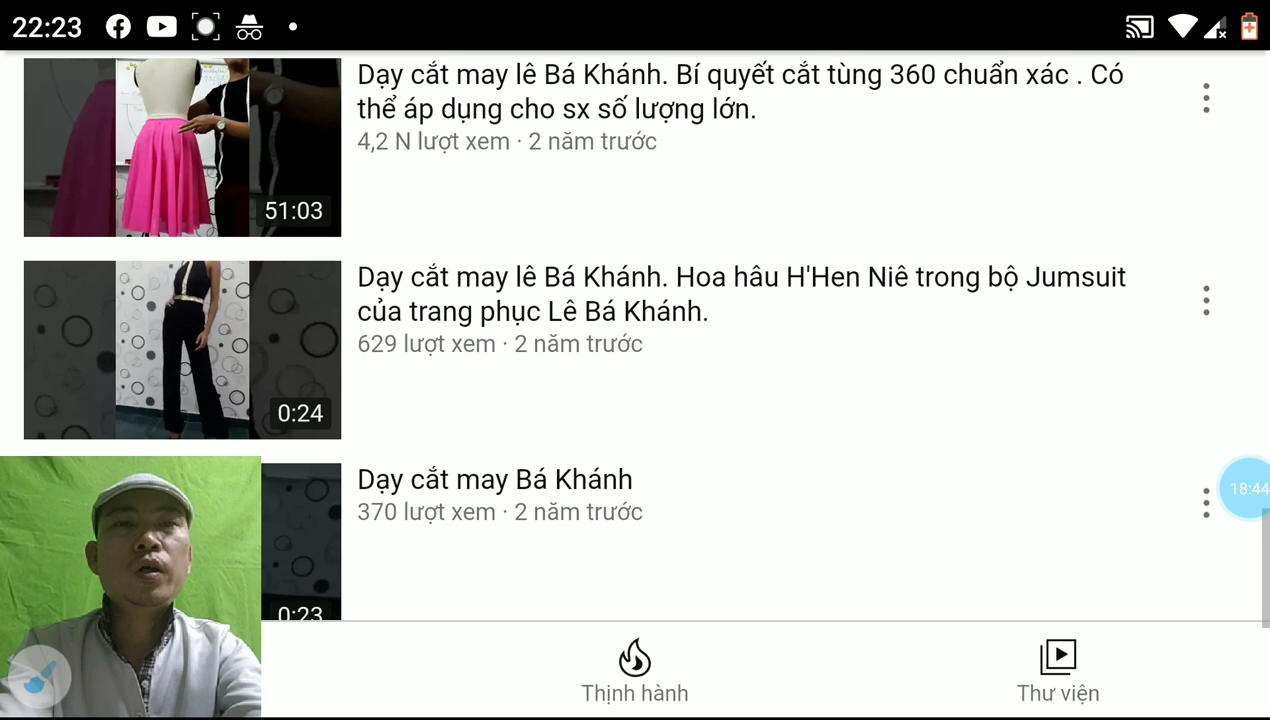 22:23
Dạy cắt may lê Bá Khánh. Bí quyết cắt tùng 360 chuẩn xác . Có
thể áp dụng cho sx số lượng lớn.
4,2 N lượt xem · 2 năm trước
51:03
Dạy cắt may lê Bá Khánh. Hoa hâu H'Hen Niê trong bộ Jumsuit
của trang phục Lê Bá Khánh.
629 lượt xem · 2 năm trước
0:24
Dạy cắt may Bá Khánh
370 lượt xem · 2 năm trước
0:23
18:44
Thịnh hành
Thư viện